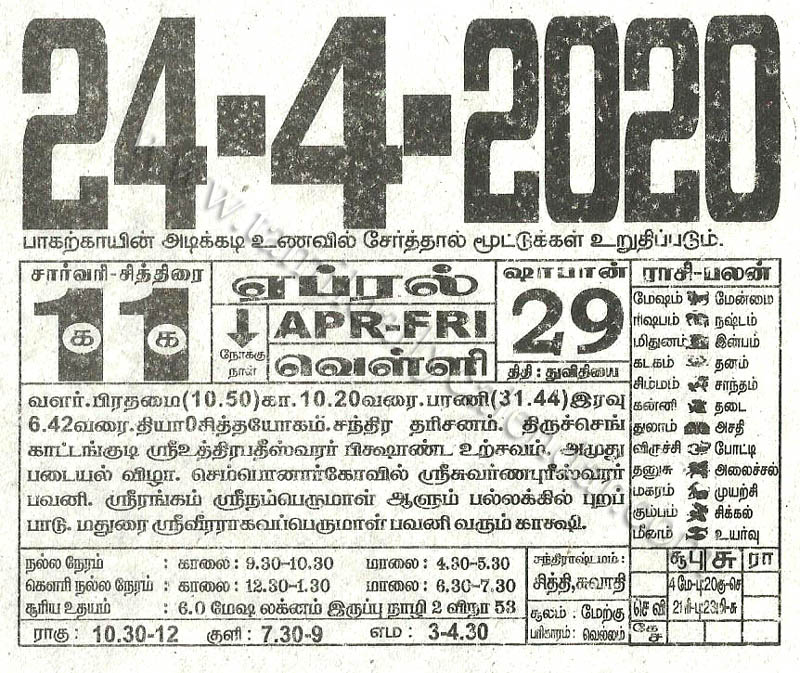 24-4-2020
பாகற்காயின் அடிக்கடி உணவில் சேர்த்தால் மூட்டுக்கள் உறுதிப்படும்.
சார்வரி-சித்திரை
11
க க
ஏப்ரல்
APR-FRI
வெள்ளி
நோக்கு
நாள்
ஷாபான்
29
திதி : துவிதியை
ராசி-பலன்
மேஷம் மேன்மை
ரிஷபம் நஷ்டம்
மிதுனம் இன்பம்
கடகம் தனம்
சிம்மம் சாந்தம்
கன்னி தடை
துலாம் அசதி
விருச்சி போட்டி
தனுசு அலைச்சல்
மகரம் முயற்சி
கும்பம் சிக்கல்
மீனம் உயர்வு
வளர்.பிரதமை(10.50)கா.10.20வரை.பரணி(31.44)இரவு
6.42வரை.தியா0சித்தயோகம்.சந்திர தரிசனம். திருச்செங்
காட்டங்குடி ஸ்ரீஉத்திரபதீஸ்வரர் பிக்ஷாண்ட உற்சவம். அமுது
படையல் விழா. செம்பொனார்கோவில் ஸ்ரீசுவர்ணபுரீஸ்வரர்
பவனி. ஸ்ரீரங்கம் ஸ்ரீநம்பெருமாள் ஆளும் பல்லக்கில் புறப்
பாடு. மதுரை ஸ்ரீவீரராகவர்பெருமாள் பவனி வரும் காக்ஷி.
நல்ல நேரம் : காலை: 9.30-10.30 மாலை: 4.30-5.30
கௌரி நல்ல நேரம் : காலை: 12.30-1.30 மாலை: 6.30-7.30
சூரிய உதயம் : 6.0 மேஷ லக்னம் இருப்பு நாழி 2 விநா 53
ராகு: 10.30-12 குளி: 7.30-9 எம: 3-4.30
சந்திராஷ்டமம்:
சித்தி,சுவாதி
சூலம் : மேற்கு
பரிகாரம்: வெல்லம்
சூ பு சு ரா
செ வி
கே